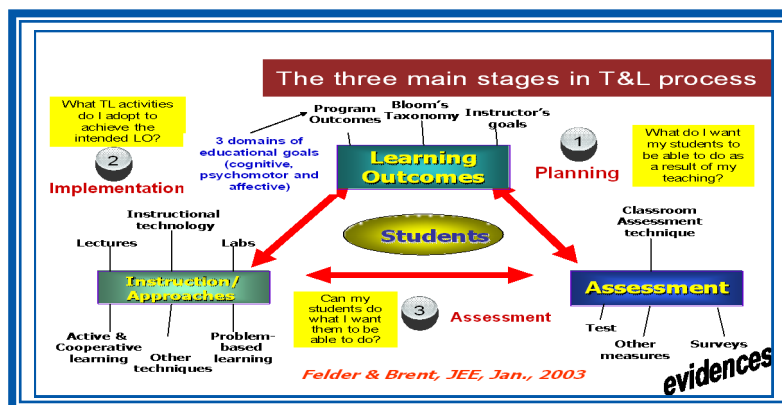 The three main stages in T&L process
What TL activities
do I adopt to
achieve the
intended LO?
2
Implementation
3 domains of
educational goals
(cognitive,
psychomotor and
affective)
Program
Outcomes
Bloom's
Taxonomy
Instructor's
goals
Learning
Outcomes
1
Planning
What do I want
my students to
be able to do as
a result of my
teaching?
Students
Instructional
technology
Lectures
Labs
Instruction/
Approaches
Active &
Cooperative
learning
Other
techniques
Problem-
based
learning
Can my
students do
what I want
them to be
able to do?
3
Assessment
Classroom
Assessment
technique
Assessment
Test
Other
measures
Surveys
evidences
Felder & Brent, JEE, Jan., 2003